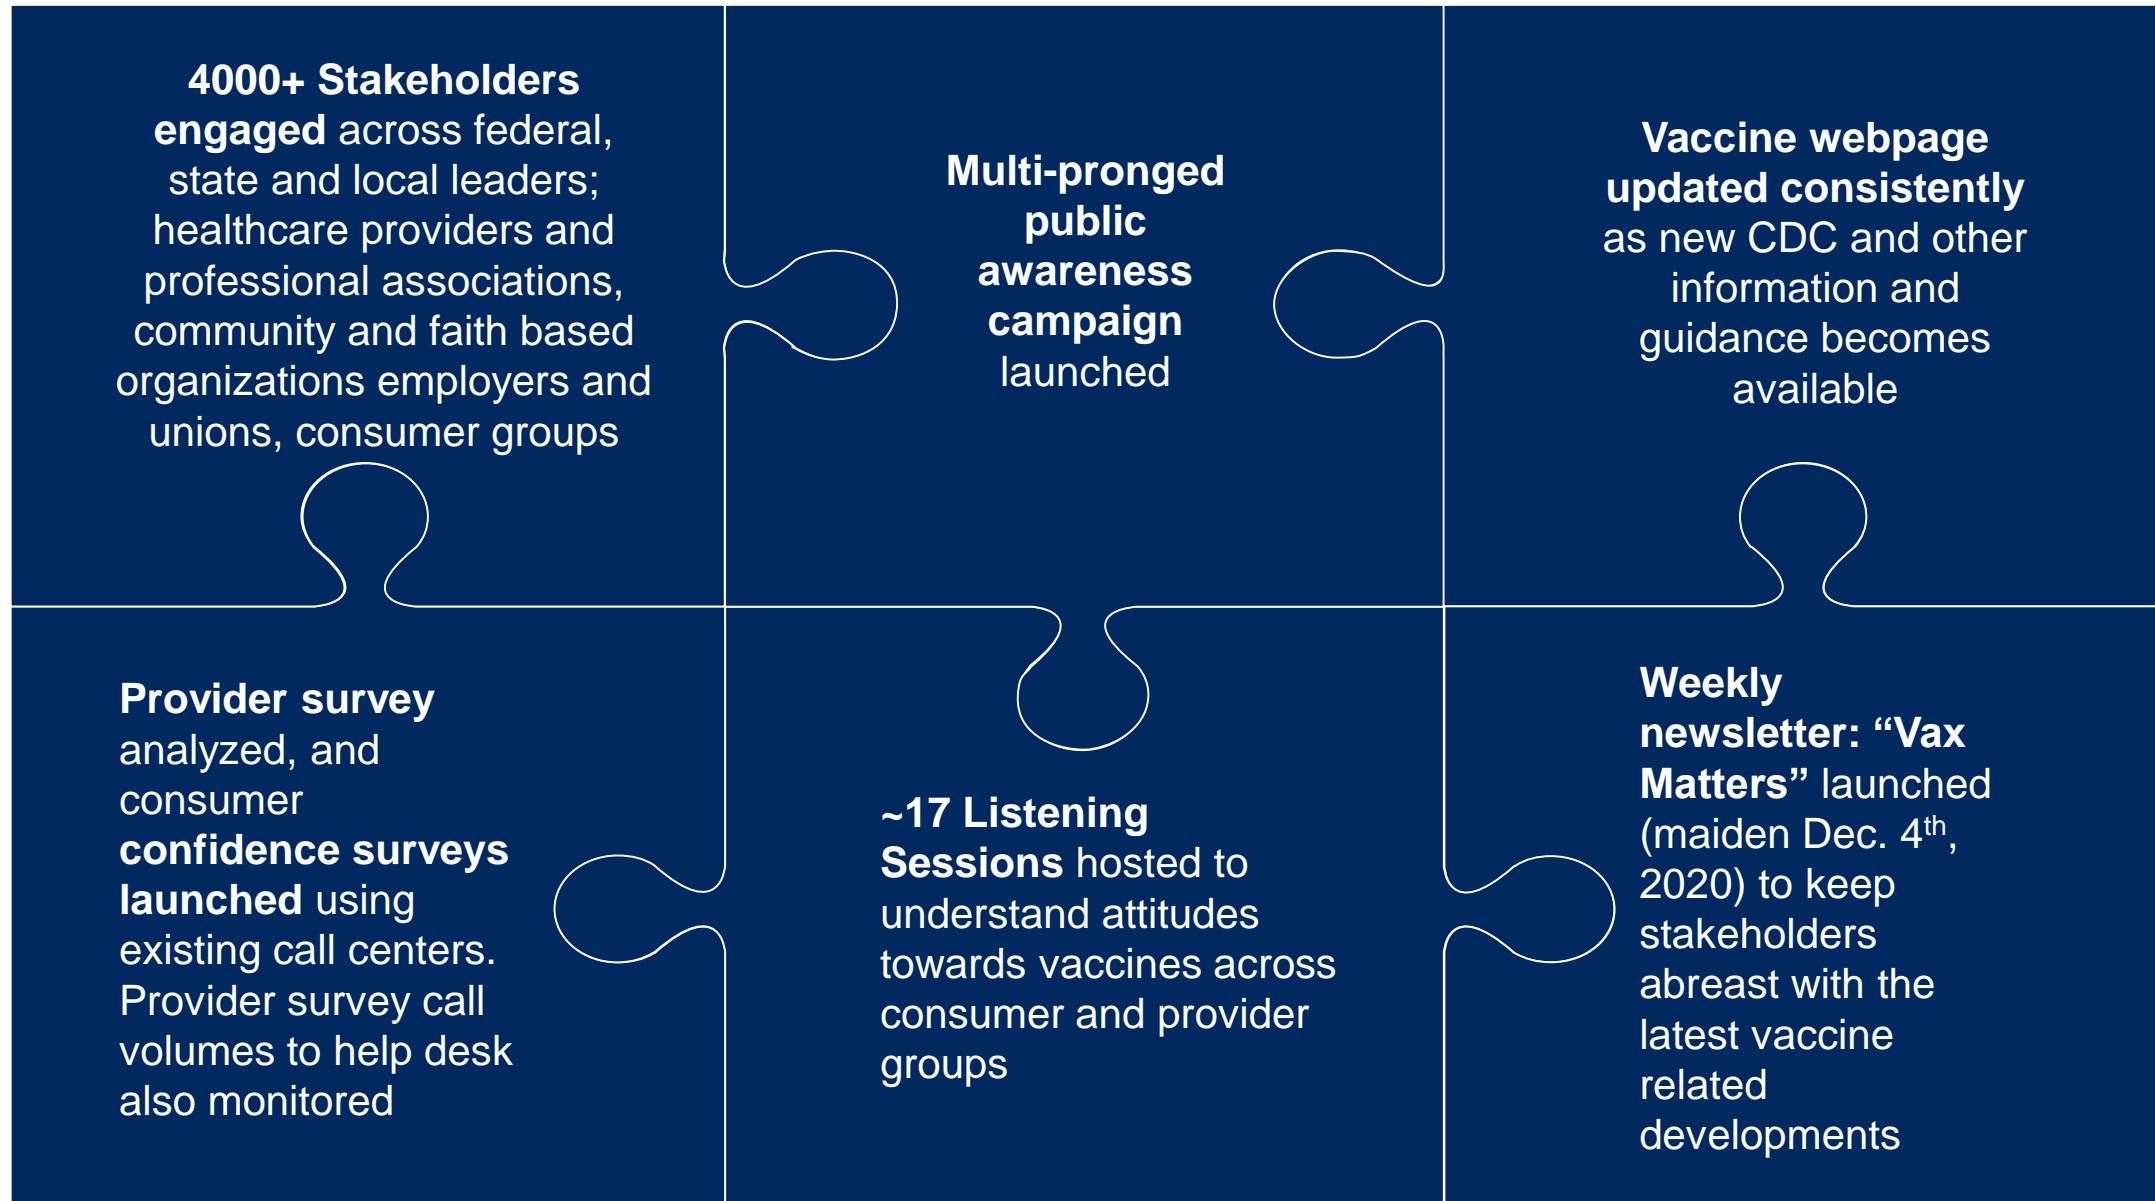 4000+ Stakeholders
engaged across federal,
state and local leaders;
healthcare providers and
professional associations,
community and faith based
organizations employers and
unions, consumer groups
Multi-pronged
public
awareness
campaign
launched
Vaccine webpage
updated consistently
as new CDC and other
information and
guidance becomes
available
Provider survey
analyzed, and
consumer
confidence surveys
launched using
existing call centers.
Provider survey call
volumes to help desk
also monitored
~17 Listening
Sessions hosted to
understand attitudes
towards vaccines across
consumer and provider
groups
Weekly
newsletter: “Vax
Matters” launched
(maiden Dec. 4th,
2020) to keep
stakeholders
abreast with the
latest vaccine
related
developments